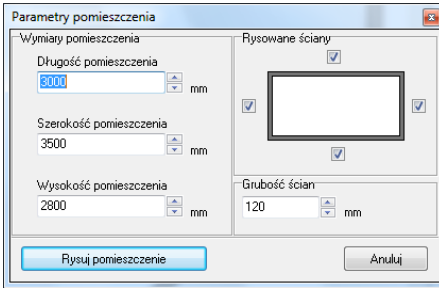 Parametry pomieszczenia
Wymiary pomieszczenia
Długość pomieszczenia
3000 mm
Szerokość pomieszczenia
3500 mm
Wysokość pomieszczenia
2800 mm
Rysowane ściany
Grubość ścian
120 mm
Rysuj pomieszczenie
Anuluj